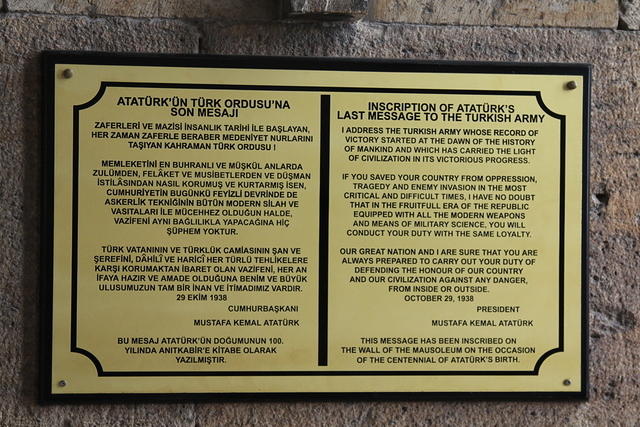 ATATÜRK'ÜN TÜRK ORDUSU'NA
SON MESAJI
ZAFERLERİ VE MAZİSİ İNSANLIK TARİHİ İLE BAŞLAYAN,
HER ZAMAN ZAFERLE BERABER MEDENİYET NURLARINI
TAŞIYAN KAHRAMAN TÜRK ORDUSU !
MEMLEKETİNİ EN BUHRANLI VE MÜŞKÜL ANLARDA
ZULÜMDEN, FELÂKET VE MUSİBETLERDEN VE DÜŞMAN
İSTİLÂSINDAN NASIL KORUMUŞ VE KURTARMIŞ İSEN,
CUMHURİYETİN BUGÜNKÜ FEYİZLİ DEVRİNDE DE
ASKERLİK TEKNİĞİNİN BÜTÜN MODERN SİLAH VE
VASITALARI İLE MÜCEHHEZ OLDUĞUN HALDE,
VAZİFENİ AYNI BAĞLILIKLA YAPACAĞINA HİÇ
ŞÜPHEM YOKTUR.
TÜRK VATANININ VE TÜRKLÜK CAMİASININ ŞAN VE
ŞEREFİNİ, DÂHİLÎ VE HARİCÎ HER TÜRLÜ TEHLİKELERE
KARŞI KORUMAKTAN İBARET OLAN VAZİFENİ, HER AN
İFAYA HAZIR VE AMADE OLDUĞUNA BENİM VE BÜYÜK
ULUSUMUZUN TAM BİR İNAN VE İTİMADIMIZ VARDIR.
29 EKİM 1938
CUMHURBAŞKANI
MUSTAFA KEMAL ATATÜRK
BU MESAJ ATATÜRK'ÜN DOĞUMUNUN 100.
YILINDA ANITKABİR'E KİTABE OLARAK
YAZILMIŞTIR.
INSCRIPTION OF ATATÜRK'S
LAST MESSAGE TO THE TURKISH ARMY
I ADDRESS THE TURKISH ARMY WHOSE RECORD OF
VICTORY STARTED AT THE DAWN OF THE HISTORY
OF MANKIND AND WHICH HAS CARRIED THE LIGHT
OF CIVILIZATION IN ITS VICTORIOUS PROGRESS.
IF YOU SAVED YOUR COUNTRY FROM OPPRESSION,
TRAGEDY AND ENEMY INVASION IN THE MOST
CRITICAL AND DIFFICULT TIMES, I HAVE NO DOUBT
THAT IN THE FRUITFULL ERA OF THE REPUBLIC
EQUIPPED WITH ALL THE MODERN WEAPONS
AND MEANS OF MILITARY SCIENCE, YOU WILL
CONDUCT YOUR DUTY WITH THE SAME LOYALTY.
OUR GREAT NATION AND I ARE SURE THAT YOU ARE
ALWAYS PREPARED TO CARRY OUT YOUR DUTY OF
DEFENDING THE HONOUR OF OUR COUNTRY
AND OUR CIVILIZATION AGAINST ANY DANGER,
FROM INSIDE OR OUTSIDE.
OCTOBER 29, 1938
PRESIDENT
MUSTAFA KEMAL ATATÜRK
THIS MESSAGE HAS BEEN INSCRIBED ON
THE WALL OF THE MAUSOLEUM ON THE OCCASION
OF THE CENTENNIAL OF ATATÜRK'S BIRTH.